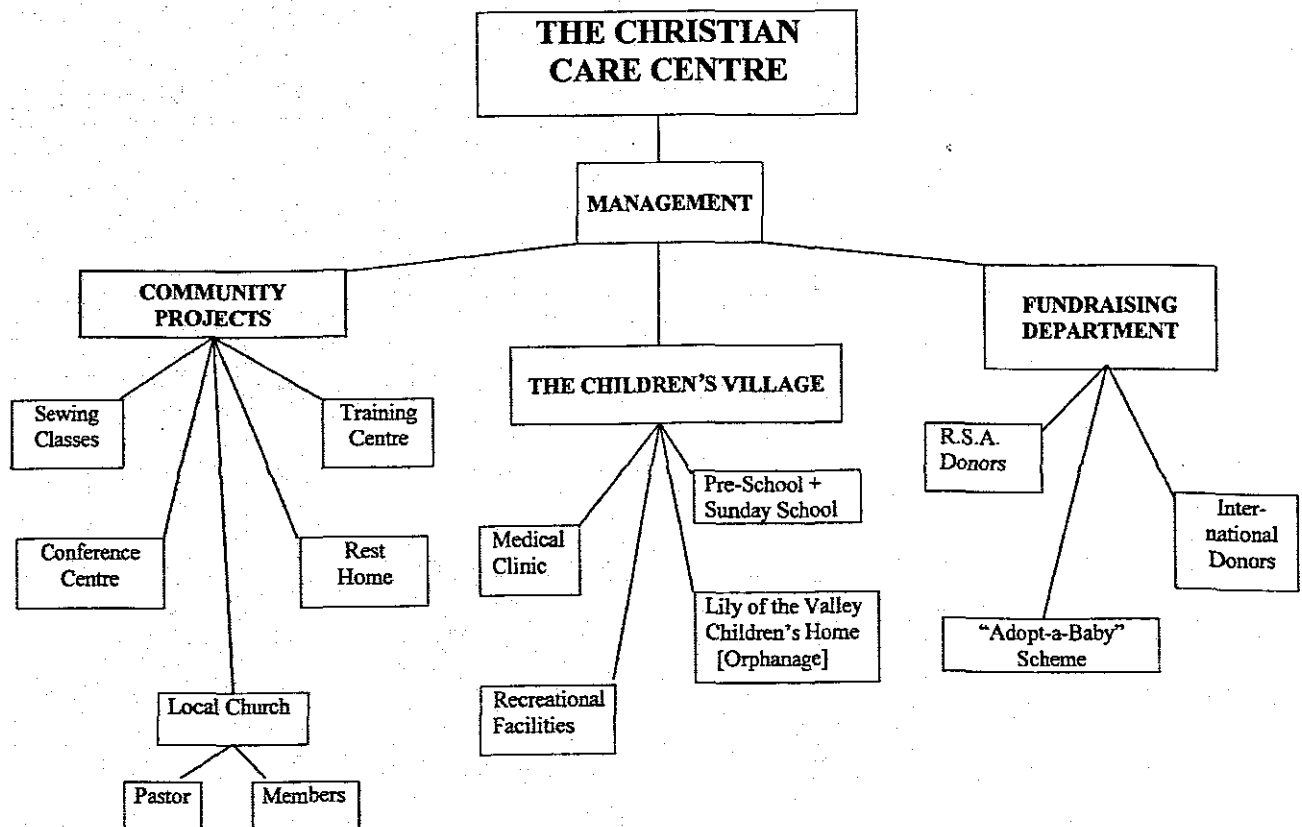 THE CHRISTIAN
CARE CENTRE
MANAGEMENT
COMMUNITY
PROJECTS
FUNDRAISING
DEPARTMENT
THE CHILDREN'S VILLAGE
Sewing
Classes
Training
Centre
Conference
Centre
Rest
Home
Local Church
Pastor
Members
Medical
Clinic
Pre-School +
Sunday School
Lily of the Valley
Children's Home
[Orphanage]
Recreational
Facilities
R.S.A.
Donors
Inter-
national
Donors
"Adopt-a-Baby"
Scheme